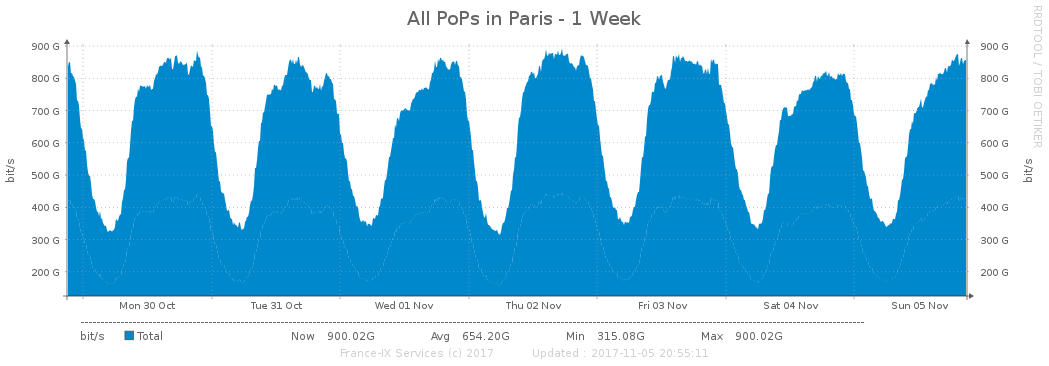 All PoPs in Paris - 1 Week
RRDTOOL / TOBI OETIKER
900 G 900 G
800 G 800 G
700 G 700 G
600 G 600 G
500 G 500 G
400 G 400 G
300 G 300 G
200 G 200 G
bit/s
bit/s
Mon 30 Oct Tue 31 Oct Wed 01 Nov Thu 02 Nov Fri 03 Nov Sat 04 Nov Sun 05 Nov
bit/s Total Now 900.02G Avg 654.20G Min 315.08G Max 900.02G
France-IX Services (c) 2017 Updated : 2017-11-05 20:55:11